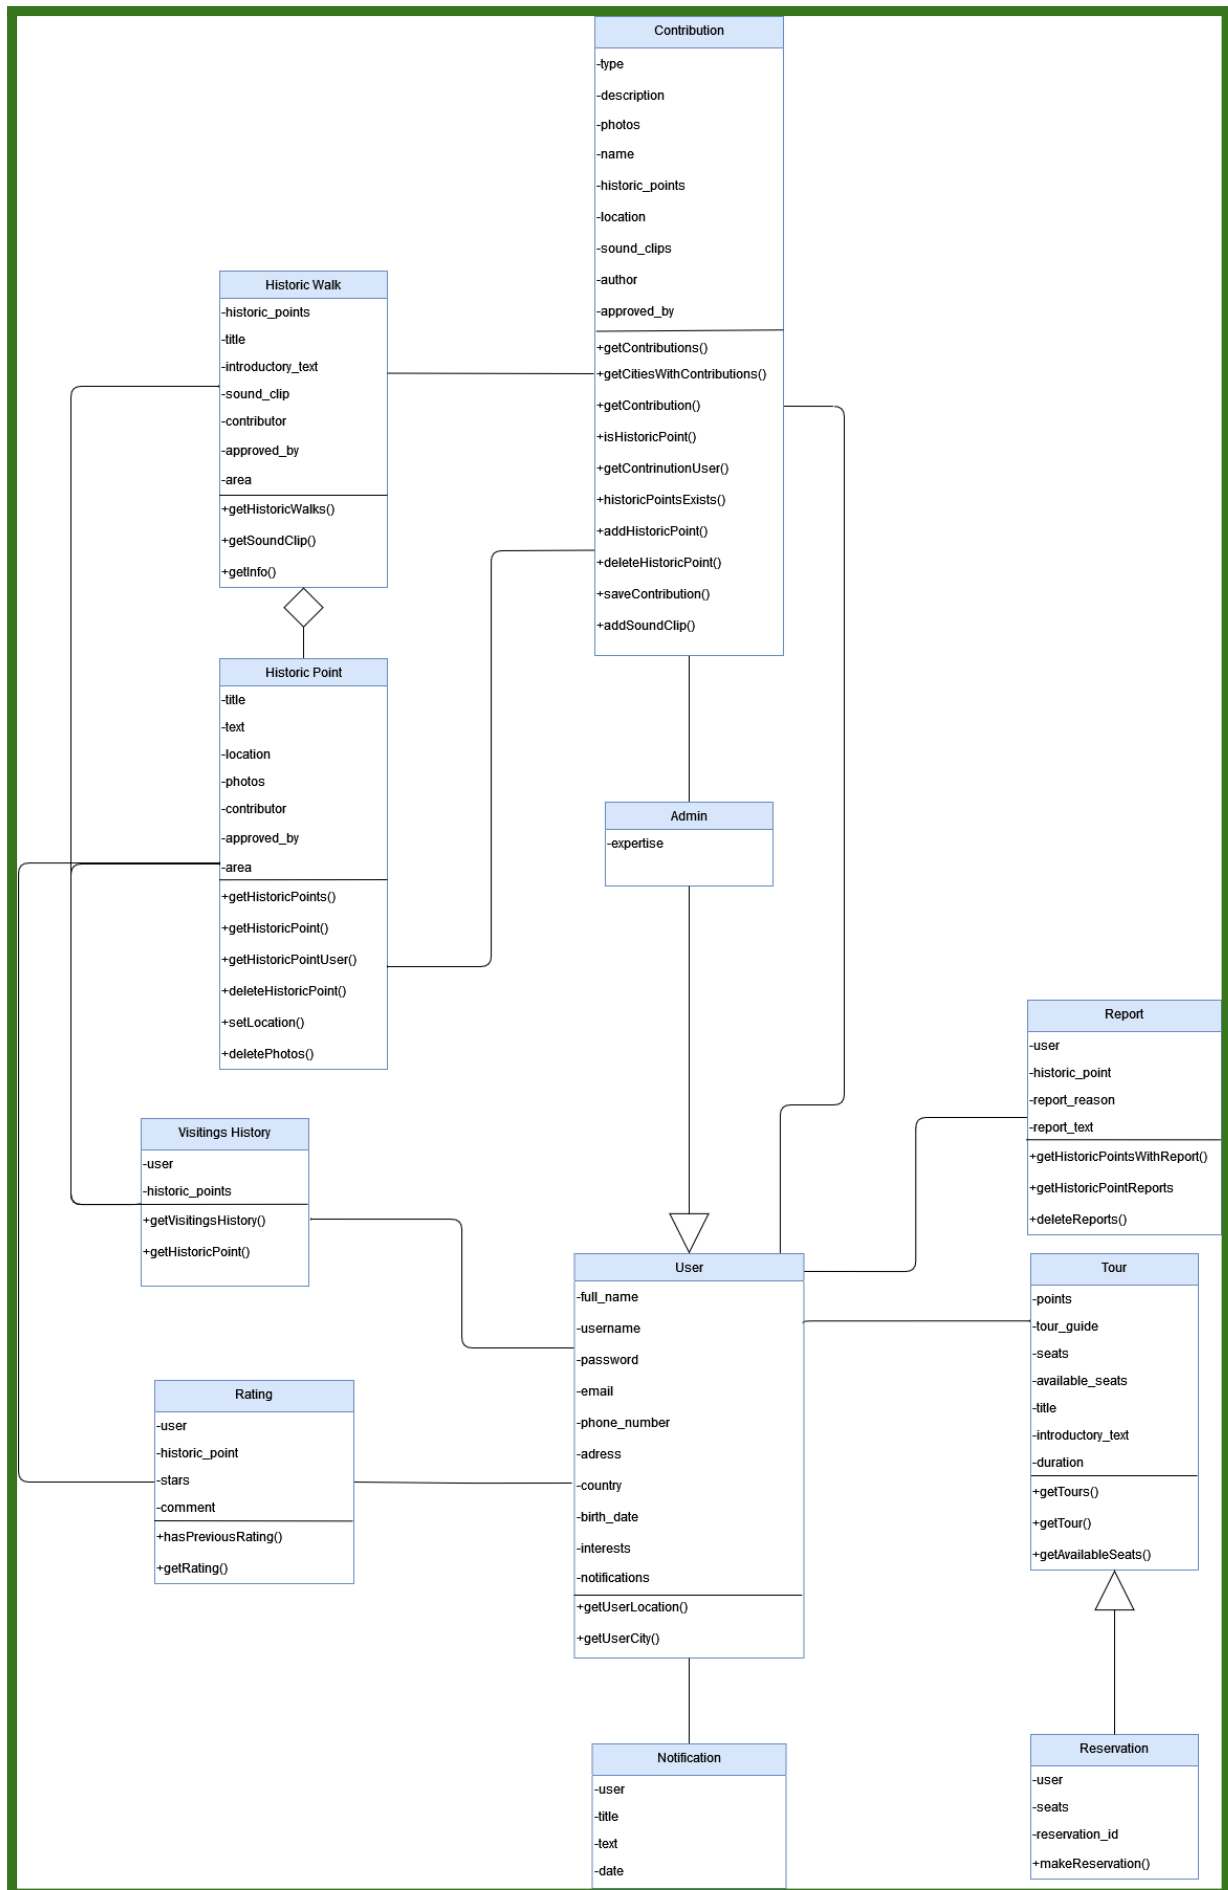 Contribution
-type
-description
-photos
-name
-historic_points
-location
-sound_clips
-author
-approved_by
+getContributions()
+getCitiesWithContributions()
+getContribution()
+isHistoricPoint()
+getContrinutionUser()
+historicPointsExists()
+addHistoricPoint()
+deleteHistoricPoint()
+saveContribution()
+addSoundClip()
Historic Walk
-historic_points
-title
-introductory_text
-sound_clip
-contributor
-approved_by
-area
+getHistoricWalks()
+getSoundClip()
+getInfo()
Historic Point
-title
-text
-location
-photos
-contributor
-approved_by
-area
+getHistoricPoints()
+getHistoricPoint()
+getHistoricPointUser()
+deleteHistoricPoint()
+setLocation()
+deletePhotos()
Admin
-expertise
Report
-user
-historic_point
-report_reason
-report_text
+getHistoricPointsWithReport()
+getHistoricPointReports
+deleteReports()
Visitings History
-user
-historic_points
+getVisitingsHistory()
+getHistoricPoint()
User
-full_name
-username
-password
-email
-phone_number
-adress
-country
-birth_date
-interests
-notifications
+getUserLocation()
+getUserCity()
Tour
-points
-tour_guide
-seats
-available_seats
-title
-introductory_text
-duration
+getTours()
+getTour()
+getAvailableSeats()
Rating
-user
-historic_point
-stars
-comment
+hasPreviousRating()
+getRating()
Notification
-user
-title
-text
-date
Reservation
-user
-seats
-reservation_id
+makeReservation()